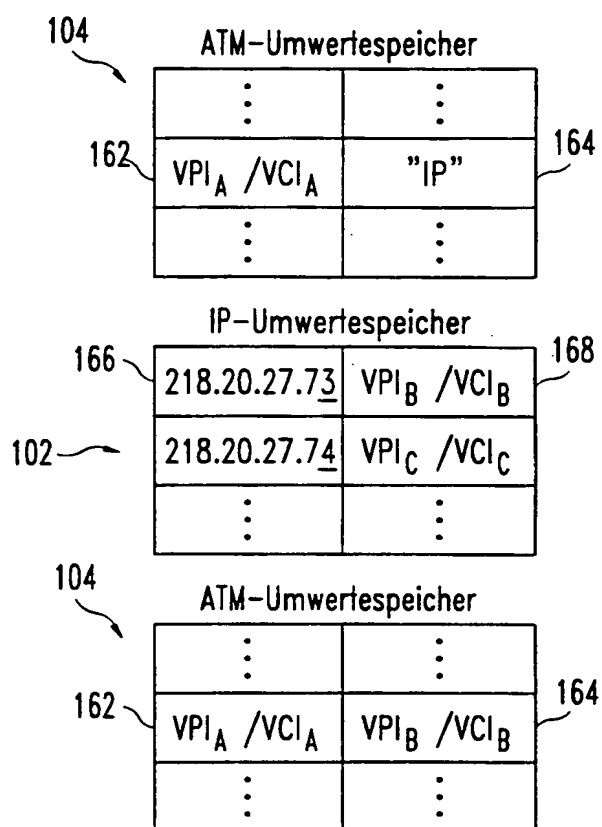 104
ATM-Umwertespeicher
⋮ ⋮
162 VPI_A /VCI_A "IP" 164
⋮ ⋮
IP-Umwertespeicher
166 218.20.27.73 VPI_B /VCI_B 168
102 218.20.27.74 VPI_C /VCI_C
⋮ ⋮
104
ATM-Umwertespeicher
⋮ ⋮
162 VPI_A /VCI_A VPI_B /VCI_B 164
⋮ ⋮